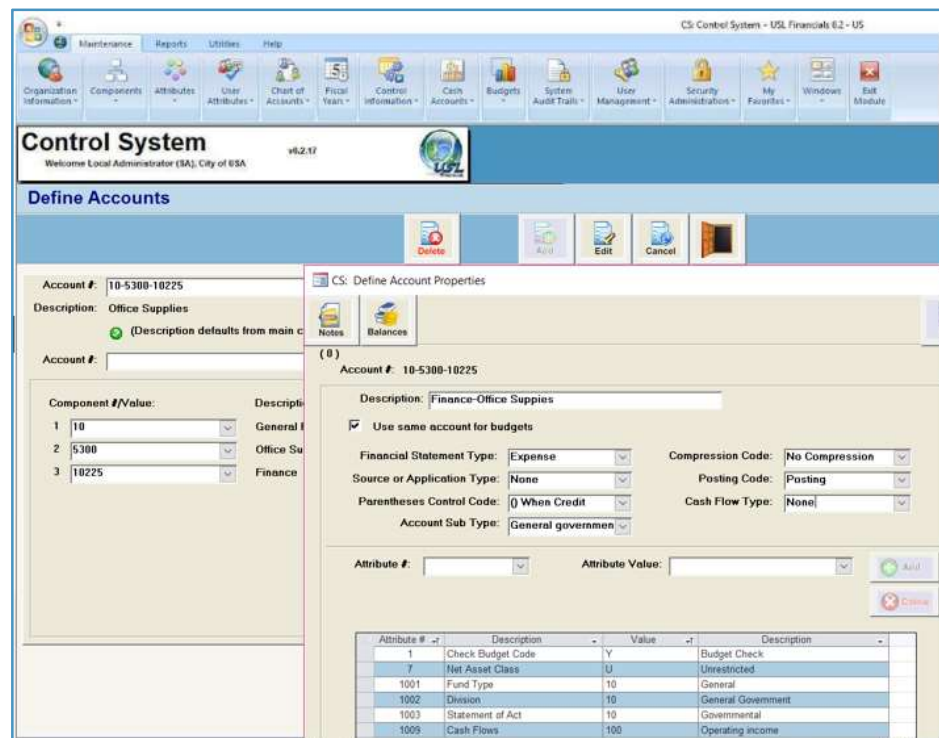 CS: Control System - USL Financials 8.2 - US
Maintenance Reports Utilities Help
Organization Information Components Attributes User Attributes Chart of Accounts Fiscal Years Control Information Cash Accounts Budgets System Audit Trails User Management Security Administration My Favorites Windows Exit Module
Control System v8.2.17
Welcome Local Administrator (SA), City of USA
USL
Define Accounts
Delete Add Edit Cancel
Account #: 10-5300-10225
Description: Office Supplies
(Description defaults from main c
Account #:
Component #/Value: Descripti
1 10 General F
2 5300 Office Su
3 10225 Finance
CS: Define Account Properties
Notes Balances
(0)
Account #: 10-5300-10225
Description: Finance-Office Suppies
Use same account for budgets
Financial Statement Type: Expense Compression Code: No Compression
Source or Application Type: None Posting Code: Posting
Parentheses Control Code: () When Credit Cash Flow Type: None
Account Sub Type: General governmen
Attribute #: Attribute Value: Add
Attribute # Description Value Description
1 Check Budget Code Y Budget Check
7 Net Asset Class U Unrestricted
1001 Fund Type 10 General
1002 Division 10 General Government
1003 Statement of Act 10 Governmental
1009 Cash Flows 100 Operating income